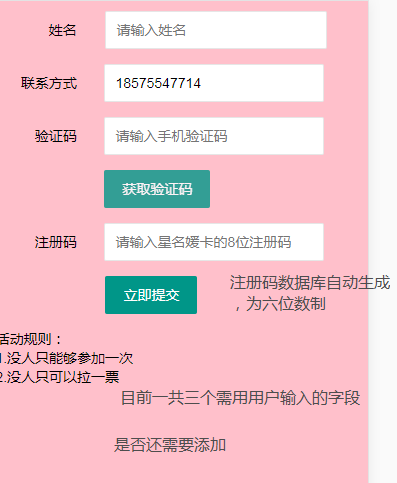 姓名 请输入姓名
联系方式 18575547714
验证码 请输入手机验证码
获取验证码
注册码 请输入星名媛卡的8位注册码
立即提交
注册码数据库自动生成
，为六位数制
活动规则：
1.没人只能够参加一次
2.没人只可以拉一票
目前一共三个需用用户输入的字段
是否还需要添加